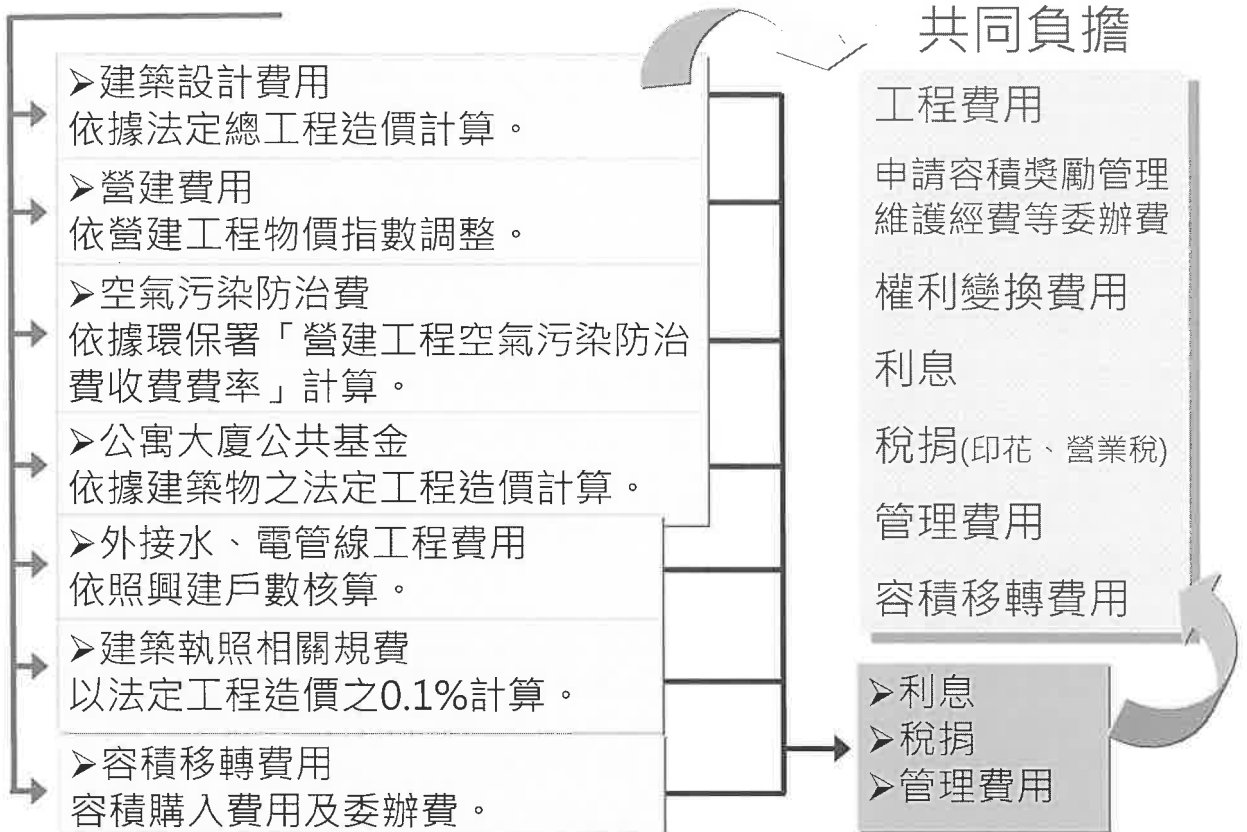 ➢建築設計費用
依據法定總工程造價計算。
➢營建費用
依營建工程物價指數調整。
➢空氣污染防治費
依據環保署「營建工程空氣污染防治
費收費費率」計算。
➢公寓大廈公共基金
依據建築物之法定工程造價計算。
➢外接水、電管線工程費用
依照興建戶數核算。
➢建築執照相關規費
以法定工程造價之0.1%計算。
➢容積移轉費用
容積購入費用及委辦費。
共同負擔
工程費用
申請容積獎勵管理
維護經費等委辦費
權利變換費用
利息
稅捐(印花、營業稅)
管理費用
容積移轉費用
➢利息
➢稅捐
➢管理費用